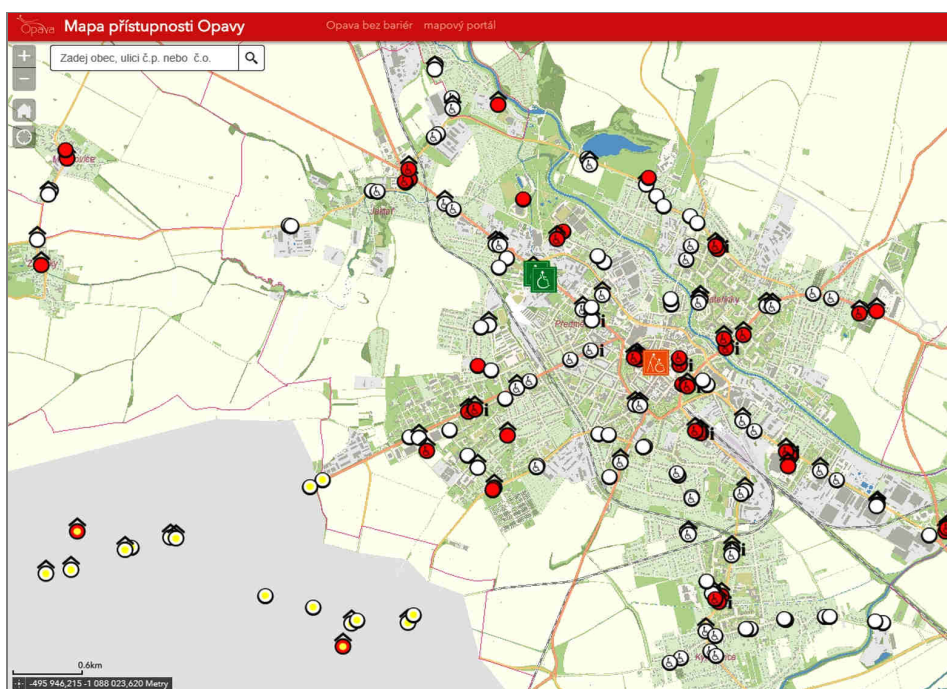 Opava
Mapa přístupnosti Opavy
Opava bez bariér
mapový portál
+
−
Zadej obec, ulici č.p. nebo č.o.
0.6km
-495 946,215 -1 088 023,620 Metry